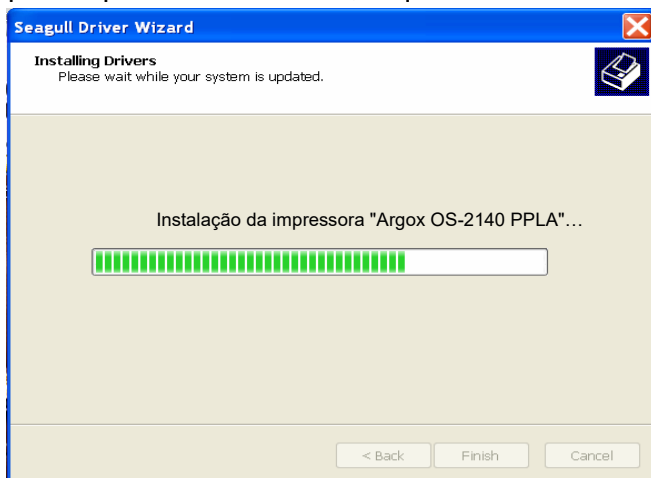 Seagull Driver Wizard
Installing Drivers
Please wait while your system is updated.
Instalação da impressora "Argox OS-2140 PPLA"…
< Back
Finish
Cancel